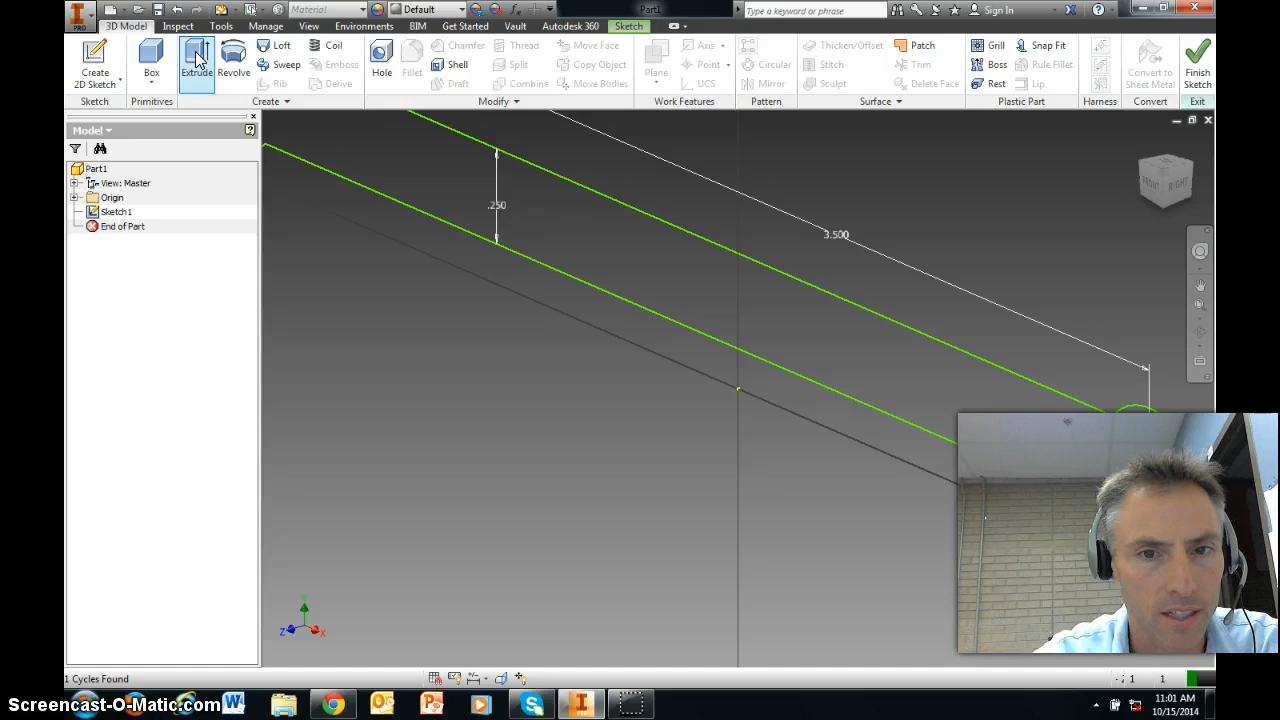 PRO
Material
Default
Part1
Type a keyword or phrase
Sign In
3D Model Inspect Tools Manage View Environments BIM Get Started Vault Autodesk 360 Sketch
Create 2D Sketch
Sketch
Box
Primitives
Extrude
Revolve
Loft
Sweep
Rib
Coil
Emboss
Derive
Create
Hole
Fillet
Chamfer
Shell
Draft
Thread
Split
Combine
Move Face
Copy Object
Move Bodies
Modify
Plane
Axis
Point
UCS
Work Features
Circular
Pattern
Thicken/Offset
Stitch
Sculpt
Patch
Trim
Delete Face
Surface
Grill
Boss
Rest
Snap Fit
Rule Fillet
Lip
Plastic Part
Harness
Convert to Sheet Metal
Convert
Finish Sketch
Exit
Model
Part1
View: Master
Origin
Sketch1
End of Part
.250
3.500
FRONT
RIGHT
Y
Z
X
1 Cycles Found
1
1
Screencast-O-Matic.com
11:01 AM
10/15/2014